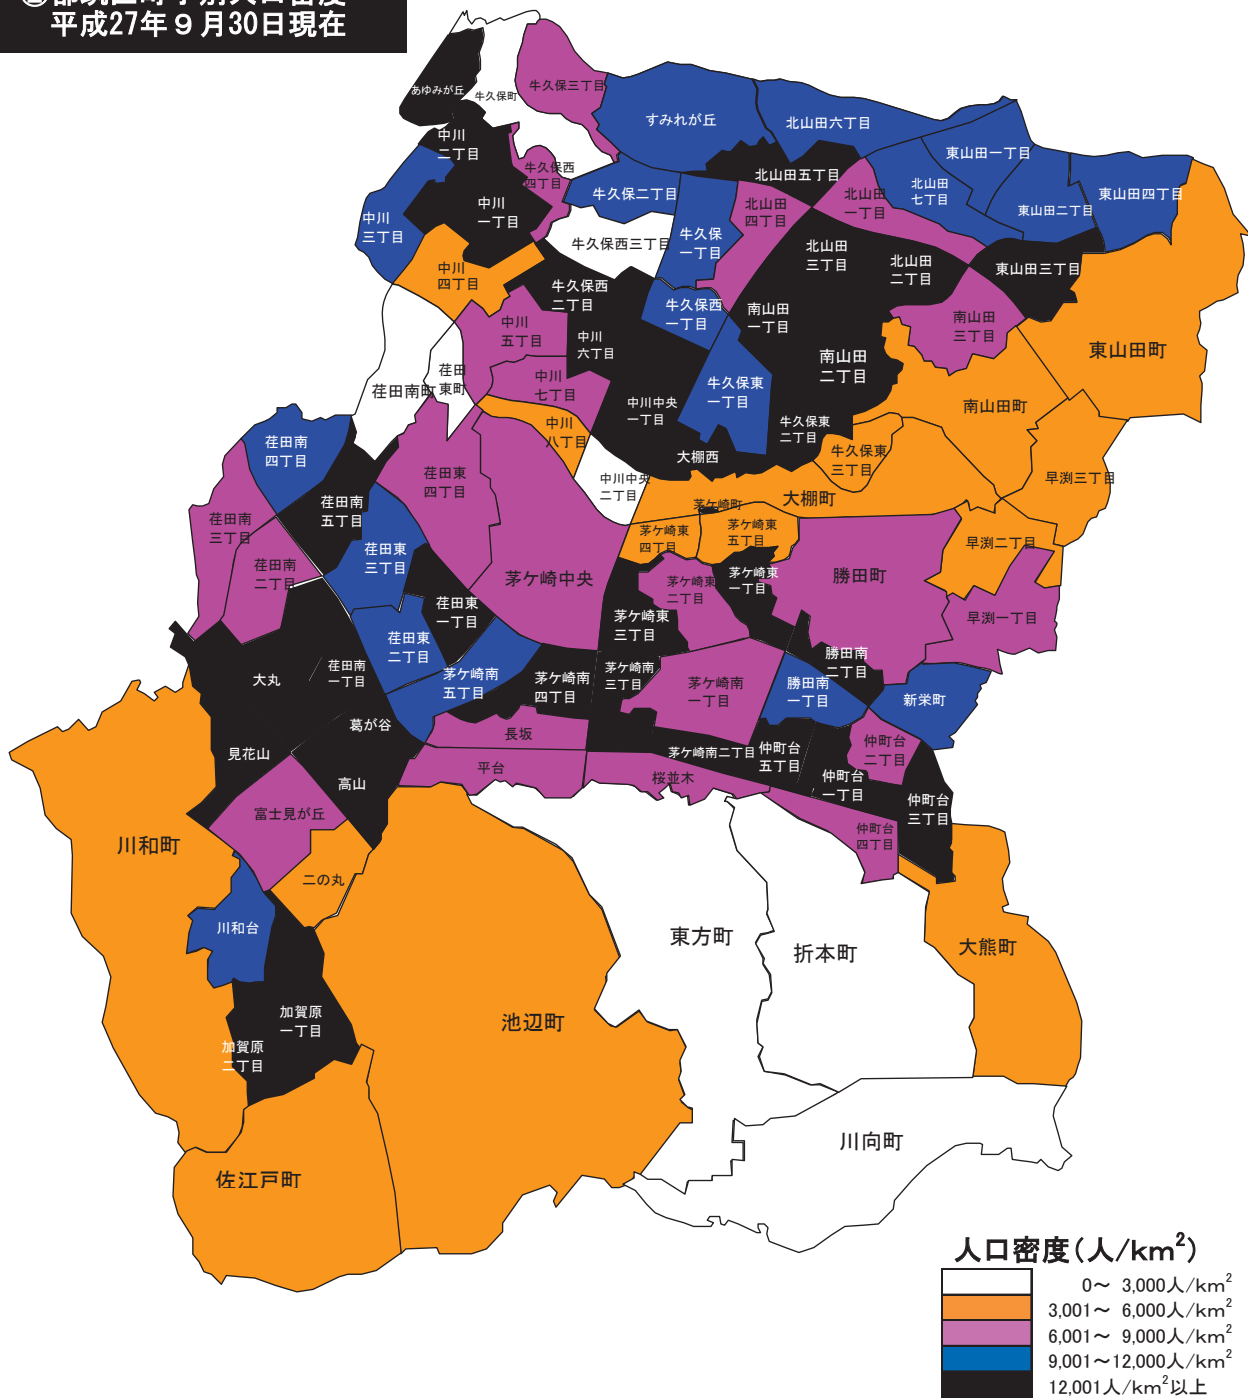 平成27年９月30日現在
あゆみが丘
牛久保町
牛久保三丁目
すみれが丘
北山田六丁目
東山田一丁目
中川
二丁目
牛久保西
四丁目
北山田五丁目
北山田
七丁目
東山田四丁目
牛久保二丁目
北山田
四丁目
北山田
一丁目
東山田二丁目
中川
一丁目
中川
三丁目
牛久保西三丁目
牛久保
一丁目
北山田
三丁目
北山田
二丁目
東山田三丁目
中川
四丁目
牛久保西
二丁目
牛久保西
一丁目
南山田
一丁目
南山田
三丁目
中川
五丁目
中川
六丁目
東山田町
南山田
二丁目
荏田南町
荏田
東町
中川
七丁目
牛久保東
一丁目
中川中央
一丁目
南山田町
牛久保東
二丁目
中川
八丁目
荏田南
四丁目
大棚西
牛久保東
三丁目
荏田東
四丁目
中川中央
二丁目
早渕三丁目
大棚町
荏田南
五丁目
茅ケ崎町
荏田南
三丁目
茅ケ崎東
四丁目
茅ケ崎東
五丁目
早渕二丁目
荏田東
三丁目
荏田南
二丁目
茅ケ崎中央
茅ケ崎東
二丁目
茅ケ崎東
一丁目
勝田町
荏田東
一丁目
茅ケ崎東
三丁目
早渕一丁目
荏田東
二丁目
勝田南
二丁目
大丸
荏田南
一丁目
茅ケ崎南
五丁目
茅ケ崎南
四丁目
茅ケ崎南
三丁目
茅ケ崎南
一丁目
勝田南
一丁目
新栄町
葛が谷
長坂
見花山
茅ケ崎南二丁目
仲町台
五丁目
仲町台
二丁目
高山
平台
桜並木
仲町台
一丁目
仲町台
三丁目
富士見が丘
川和町
仲町台
四丁目
二の丸
川和台
東方町
折本町
大熊町
加賀原
一丁目
池辺町
加賀原
二丁目
川向町
佐江戸町
人口密度(人/km²)
0～ 3,000人/km²
3,001～ 6,000人/km²
6,001～ 9,000人/km²
9,001～12,000人/km²
12,001人/km²以上